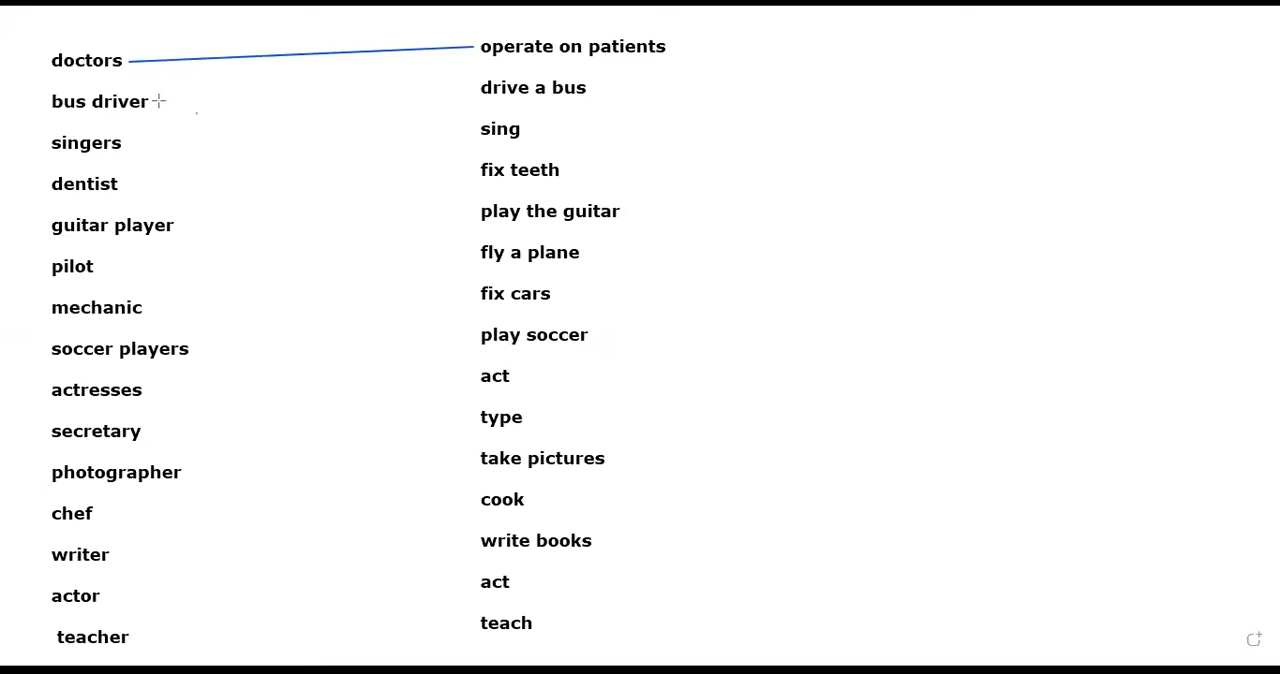 doctors operate on patients
bus driver drive a bus
singers sing
dentist fix teeth
guitar player play the guitar
pilot fly a plane
mechanic fix cars
soccer players play soccer
actresses act
secretary type
photographer take pictures
chef cook
writer write books
actor act
teacher teach